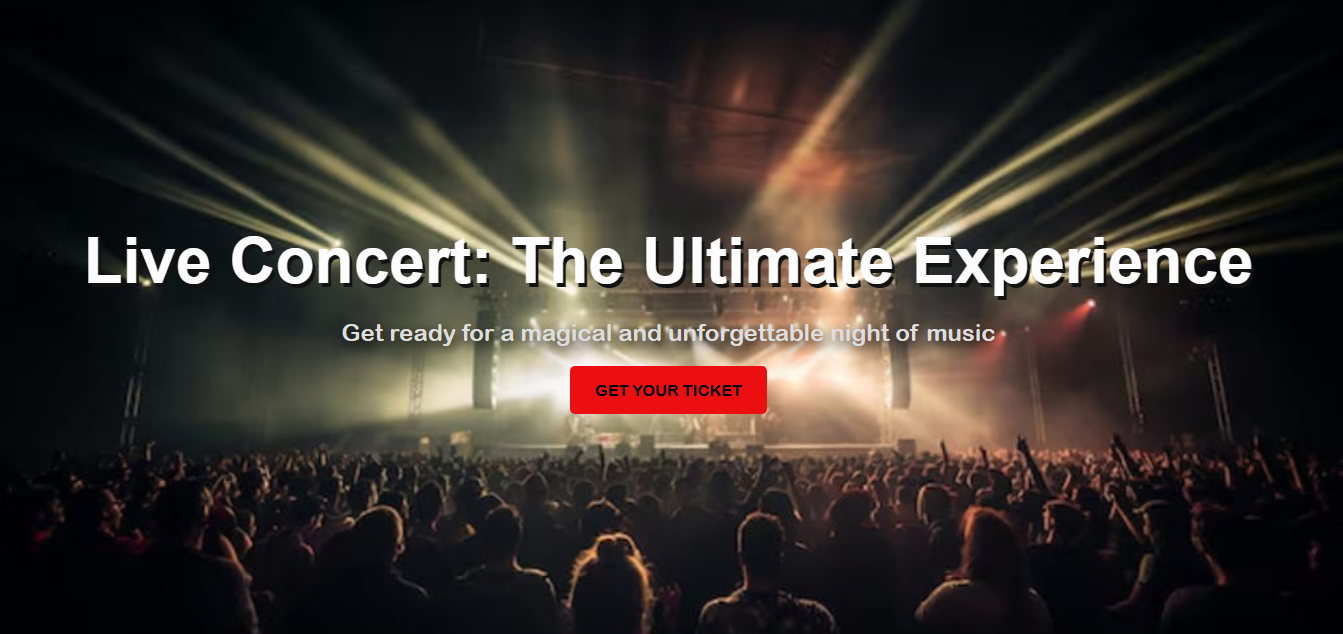 Live Concert: The Ultimate Experience
Get ready for a magical and unforgettable night of music
GET YOUR TICKET